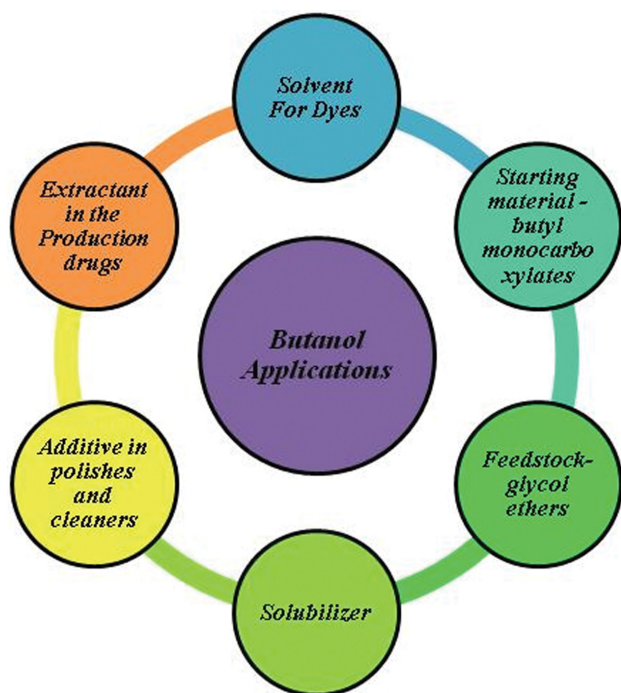 Solvent
For Dyes
Starting
material -
butyl
monocarbo
xylates
Feedstock-
glycol
ethers
Solubilizer
Additive in
polishes
and
cleaners
Extractant
in the
Production
drugs
Butanol
Applications